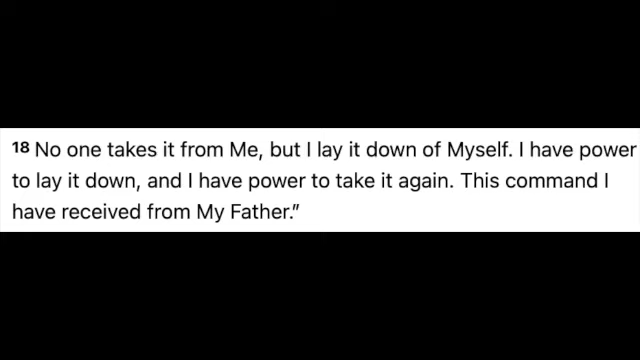 18 No one takes it from Me, but I lay it down of Myself. I have power
to lay it down, and I have power to take it again. This command I
have received from My Father.”